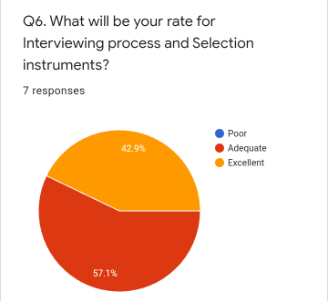 Q6. What will be your rate for
Interviewing process and Selection
instruments?
7 responses
Poor
Adequate
Excellent
42.9%
57.1%